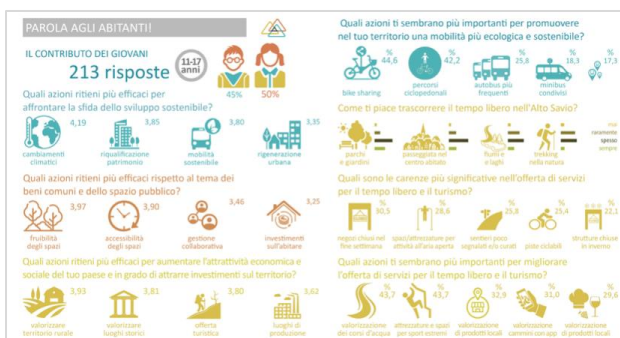 PAROLA AGLI ABITANTI!
IL CONTRIBUTO DEI GIOVANI
213 risposte
11-17
anni
45%
50%
Quali azioni ritieni più efficaci per
affrontare la sfida dello sviluppo sostenibile?
4,19
3,85
3,80
3,35
cambiamenti
climatici
riqualificazione
patrimonio
mobilità
sostenibile
rigenerazione
urbana
Quali azioni ritieni più efficaci rispetto al tema dei
beni comuni e dello spazio pubblico?
3,97
3,90
3,46
3,25
fruibilità
degli spazi
accessibilità
degli spazi
gestione
collaborativa
investimenti
sull'abitare
Quali azioni ritieni più efficaci per aumentare l'attrattività economica e
sociale del tuo paese e in grado di attrarre investimenti sul territorio?
3,93
3,81
3,80
3,62
valorizzare
territorio rurale
valorizzare
luoghi storici
offerta
turistica
luoghi di
produzione
Quali azioni ti sembrano più importanti per promuovere
nel tuo territorio una mobilità più ecologica e sostenibile?
%
44,6
%
42,2
%
25,8
%
18,3
%
17,3
bike sharing
percorsi
ciclopedonali
autobus più
frequenti
minibus
condivisi
Come ti piace trascorrere il tempo libero nell'Alto Savio?
mai
raramente
spesso
sempre
parchi
e giardini
passeggiata nel
centro abitato
fiumi
e laghi
trekking
nella natura
Quali sono le carenze più significative nell'offerta di servizi
per il tempo libero e il turismo?
%
30,5
%
28,6
%
25,8
%
25,4
%
22,1
negozi chiusi nel
fine settimana
spazi/attrezzature per
attività all'aria aperta
sentieri poco
segnalati e/o curati
piste ciclabili
strutture chiuse
in inverno
Quali azioni ti sembrano più importanti per migliorare
l'offerta di servizi per il tempo libero e il turismo?
%
43,7
%
43,7
%
32,9
%
31,0
%
29,6
valorizzazione
dei corsi d'acqua
attrezzature e spazi
per sport estremi
valorizzazione
di prodotti locali
valorizzazione
cammini con app
valorizzazione
di prodotti locali